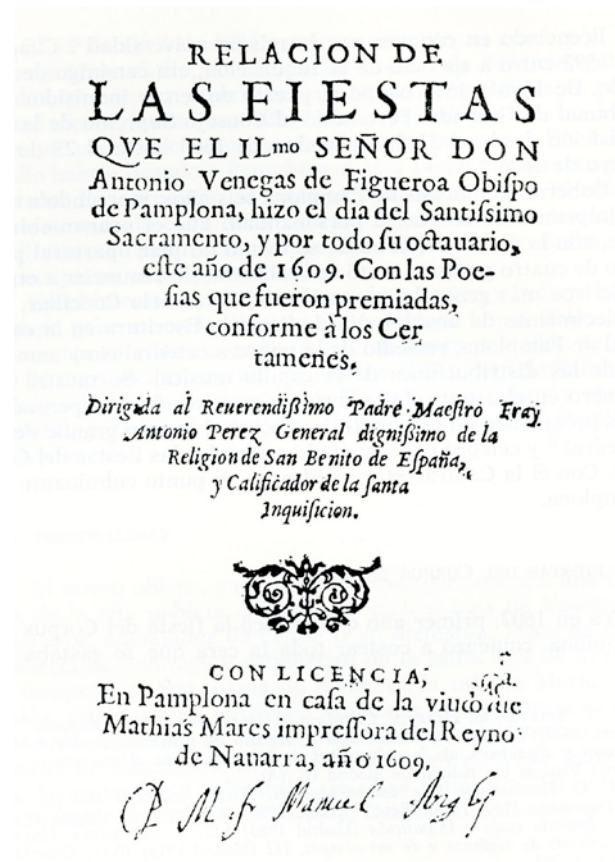 RELACION DE
LAS FIESTAS
QVE EL ILmo SEÑOR DON
Antonio Venegas de Figueroa Obiſpo
de Pamplona, hizo el dia del Santiſsimo
Sacramento, y por todo ſu octauario,
eſte año de 1609. Con las Poe-
ſias que fueron premiadas,
conforme à los Cer-
tamenes.
Dirigida al Reuerendiſsimo Padre Maeſtro Fray
Antonio Perez General digniſsimo de la
Religion de San Benito de Eſpaña,
y Calificador de la ſanta
Inquiſicion.
CON LICENCIA.
En Pamplona en caſa de la viuda de
Mathias Mares impreſſora del Reyno
de Nauarra, año 1609.
P. M. fr Manuel